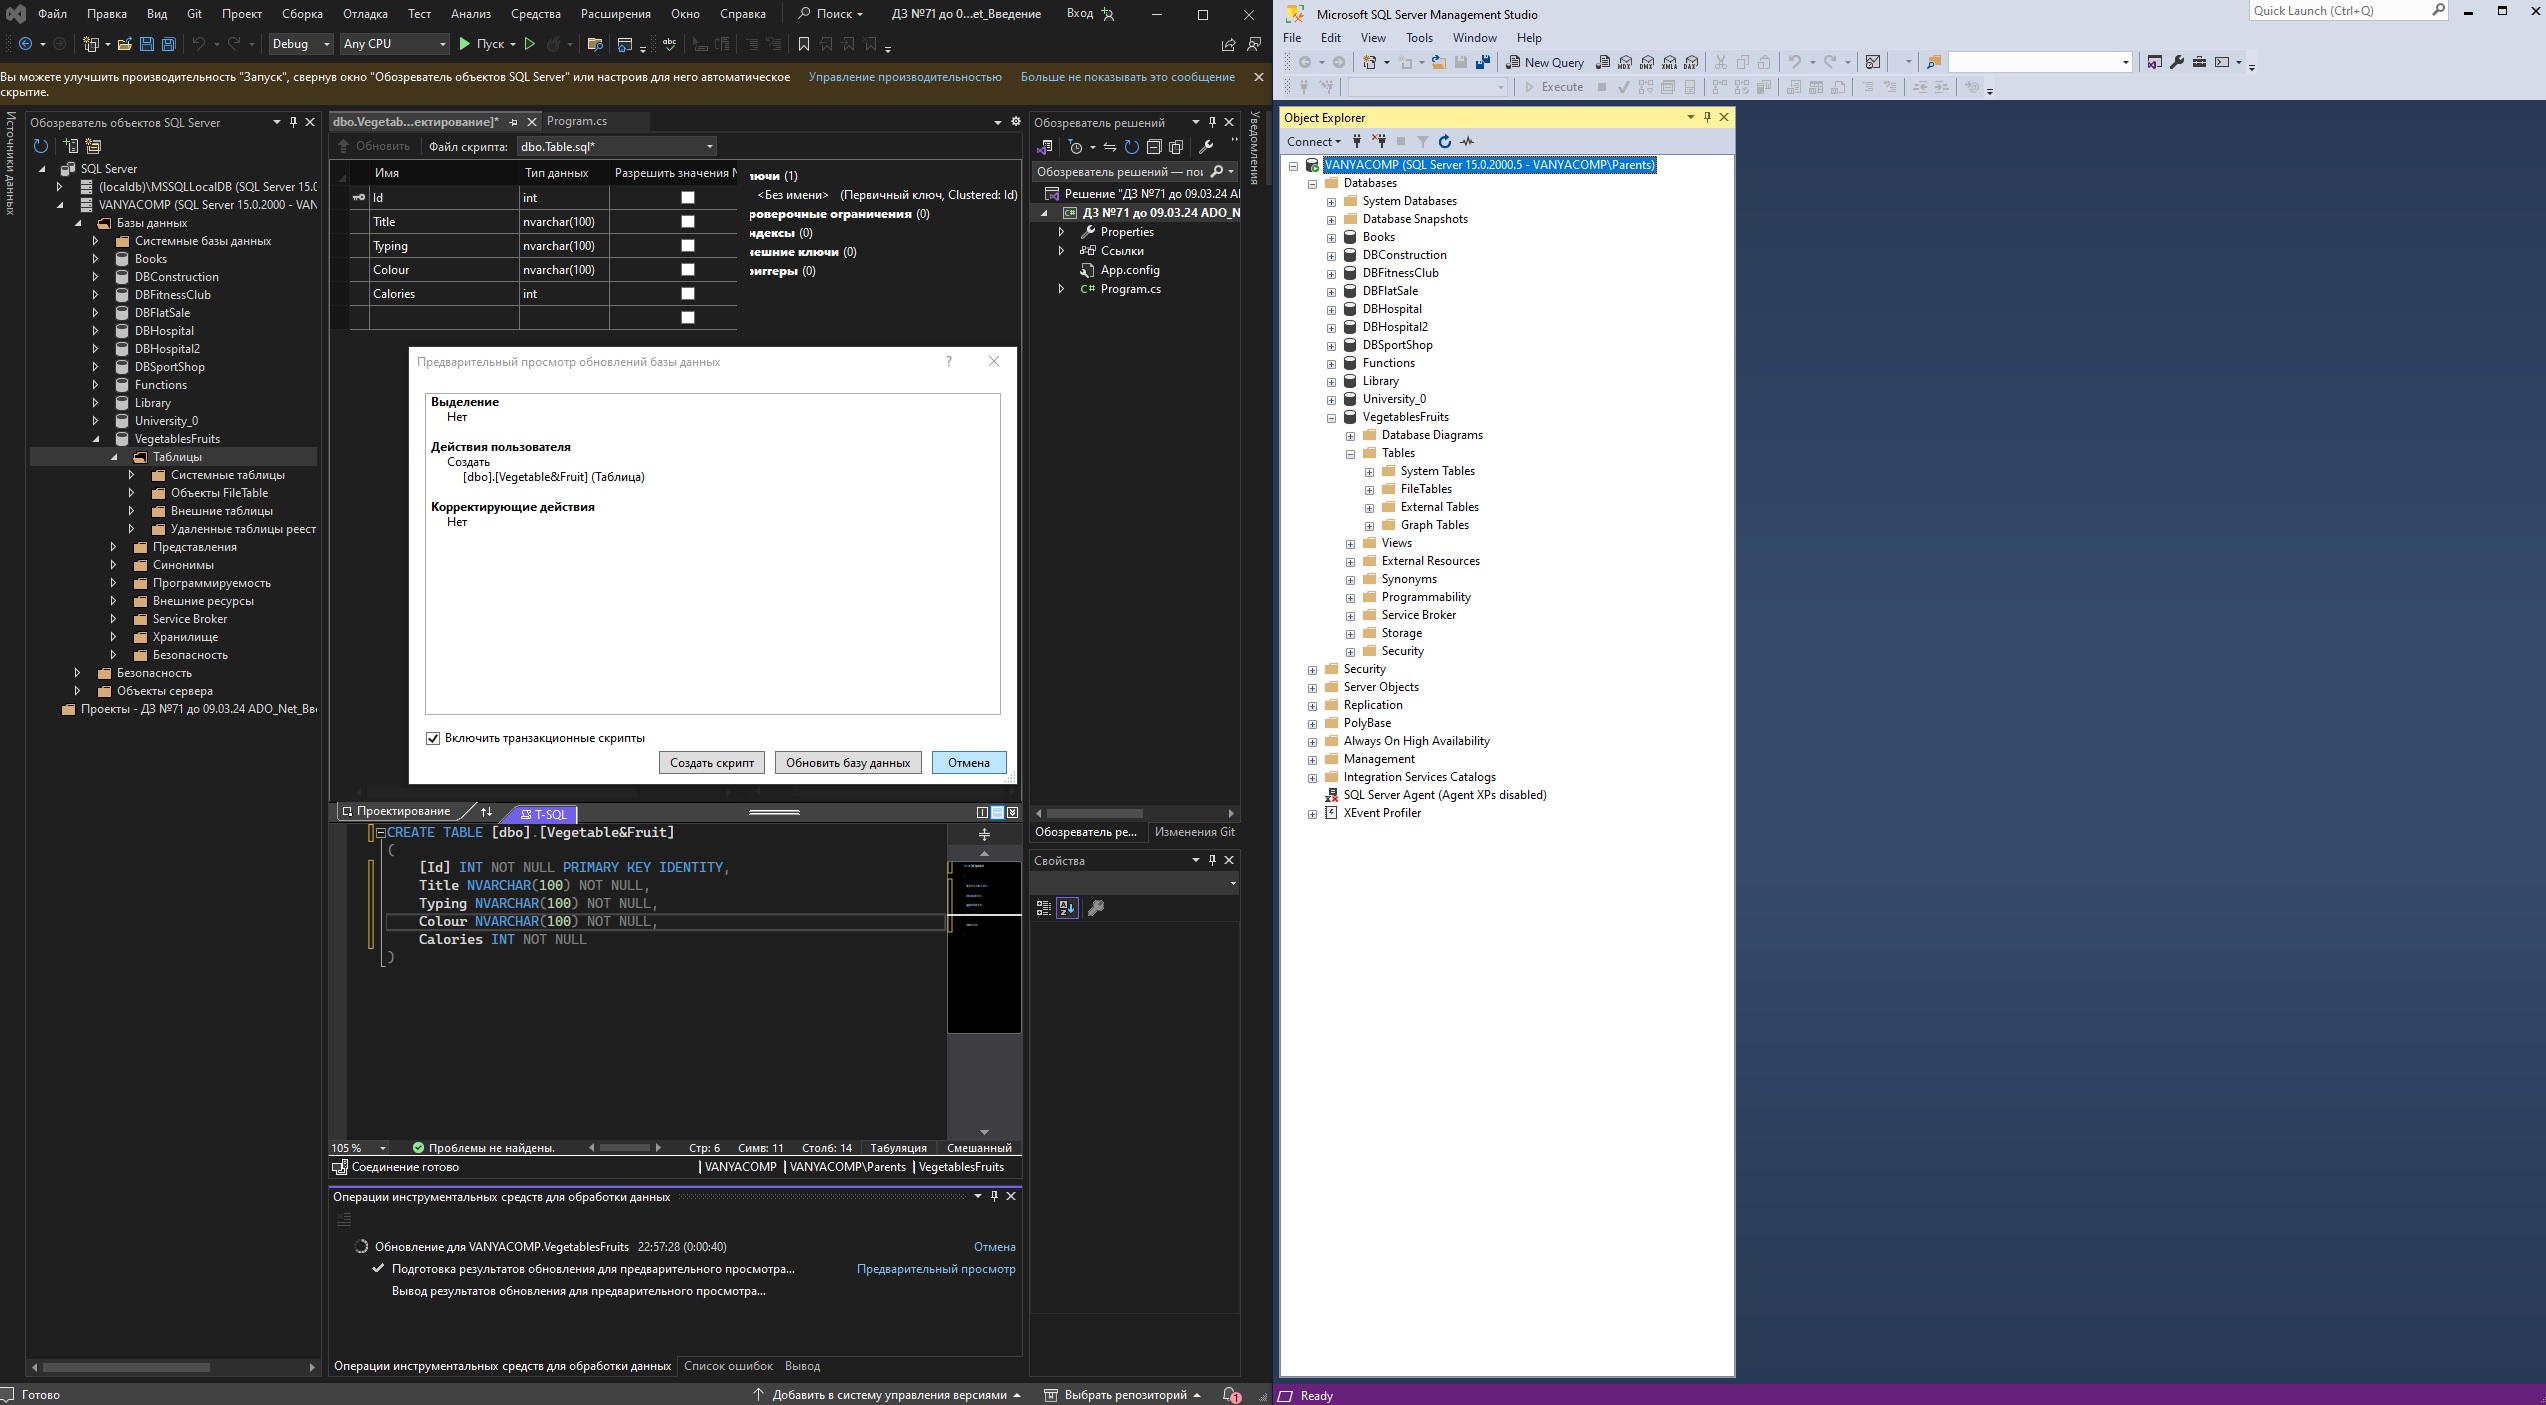 Файл Правка Вид Git Проект Сборка Отладка Тест Анализ Средства Расширения Окно Справка Поиск ДЗ №71 до 0...et_Введение Вход
Debug Any CPU Пуск
Вы можете улучшить производительность "Запуск", свернув окно "Обозреватель объектов SQL Server" или настроив для него автоматическое скрытие. Управление производительностью Больше не показывать это сообщение
Источники данных
Обозреватель объектов SQL Server
SQL Server
(localdb)\MSSQLLocalDB (SQL Server 15.0
VANYACOMP (SQL Server 15.0.2000 - VAN
Базы данных
Системные базы данных
Books
DBConstruction
DBFitnessClub
DBFlatSale
DBHospital
DBHospital2
DBSportShop
Functions
Library
University_0
VegetablesFruits
Таблицы
Системные таблицы
Объекты FileTable
Внешние таблицы
Удаленные таблицы реест
Представления
Синонимы
Программируемость
Внешние ресурсы
Service Broker
Хранилище
Безопасность
Безопасность
Объекты сервера
Проекты - ДЗ №71 до 09.03.24 ADO_Net_Вве
dbo.Vegetab...ектирование]* Program.cs
Обновить Файл скрипта: dbo.Table.sql*
Имя Тип данных Разрешить значения N
Id int
Title nvarchar(100)
Typing nvarchar(100)
Colour nvarchar(100)
Calories int
лючи (1)
<Без имени> (Первичный ключ, Clustered: Id)
роверочные ограничения (0)
ндексы (0)
нешние ключи (0)
риггеры (0)
Предварительный просмотр обновлений базы данных ?
Выделение
Нет
Действия пользователя
Создать
[dbo].[Vegetable&Fruit] (Таблица)
Корректирующие действия
Нет
Включить транзакционные скрипты
Создать скрипт Обновить базу данных Отмена
Проектирование T-SQL
CREATE TABLE [dbo].[Vegetable&Fruit]
(
[Id] INT NOT NULL PRIMARY KEY IDENTITY,
Title NVARCHAR(100) NOT NULL,
Typing NVARCHAR(100) NOT NULL,
Colour NVARCHAR(100) NOT NULL,
Calories INT NOT NULL
)
105 % Проблемы не найдены. Стр: 6 Симв: 11 Столб: 14 Табуляция Смешанный
Соединение готово VANYACOMP VANYACOMP\Parents VegetablesFruits
Операции инструментальных средств для обработки данных
Обновление для VANYACOMP.VegetablesFruits 22:57:28 (0:00:40) Отмена
Подготовка результатов обновления для предварительного просмотра... Предварительный просмотр
Вывод результатов обновления для предварительного просмотра...
Операции инструментальных средств для обработки данных Список ошибок Вывод
Обозреватель решений
Обозреватель решений — пои
Решение "ДЗ №71 до 09.03.24 A
ДЗ №71 до 09.03.24 ADO_N
Properties
Ссылки
App.config
Program.cs
Обозреватель ре... Изменения Git
Свойства
Уведомления
Готово Добавить в систему управления версиями Выбрать репозиторий 1
Microsoft SQL Server Management Studio Quick Launch (Ctrl+Q)
File Edit View Tools Window Help
New Query
Execute
Object Explorer
Connect
VANYACOMP (SQL Server 15.0.2000.5 - VANYACOMP\Parents)
Databases
System Databases
Database Snapshots
Books
DBConstruction
DBFitnessClub
DBFlatSale
DBHospital
DBHospital2
DBSportShop
Functions
Library
University_0
VegetablesFruits
Database Diagrams
Tables
System Tables
FileTables
External Tables
Graph Tables
Views
External Resources
Synonyms
Programmability
Service Broker
Storage
Security
Security
Server Objects
Replication
PolyBase
Always On High Availability
Management
Integration Services Catalogs
SQL Server Agent (Agent XPs disabled)
XEvent Profiler
Ready